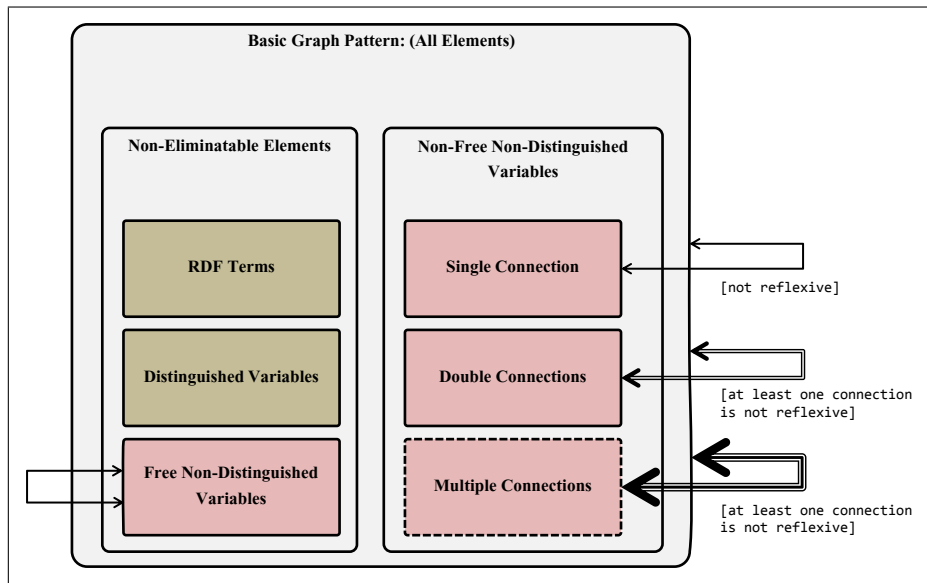 Basic Graph Pattern: (All Elements)
Non-Eliminatable Elements
RDF Terms
Distinguished Variables
Free Non-Distinguished
Variables
Non-Free Non-Distinguished
Variables
Single Connection
Double Connections
Multiple Connections
[not reflexive]
[at least one connection
is not reflexive]
[at least one connection
is not reflexive]